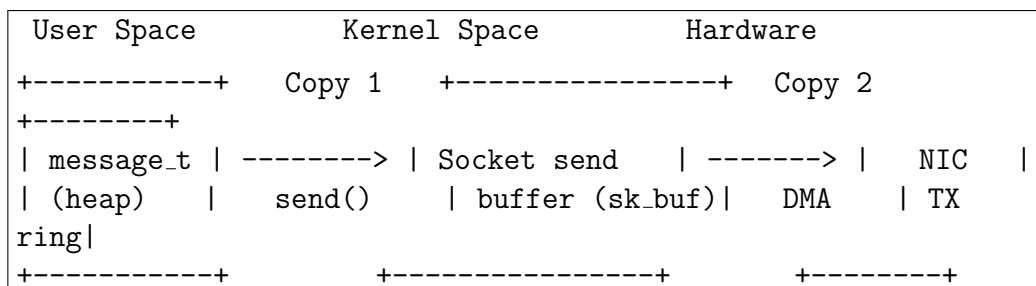 User Space          Kernel Space          Hardware
+-----------+    Copy 1    +----------------+   Copy 2
+--------+
| message_t | --------> | Socket send    | -------> |   NIC   |
| (heap)    |   send()      | buffer (sk_buf)|   DMA     | TX
ring|
+-----------+          +----------------+         +--------+